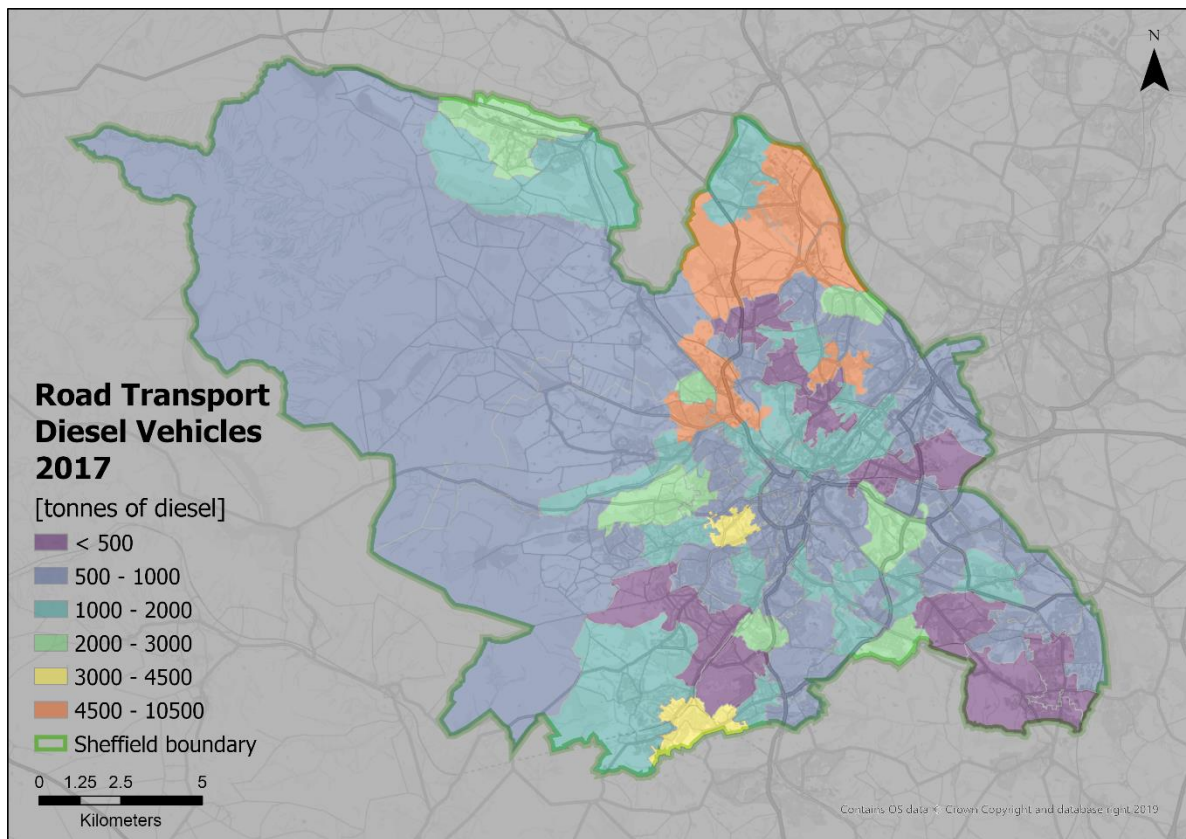 N
Road Transport
Diesel Vehicles
2017
[tonnes of diesel]
< 500
500 - 1000
1000 - 2000
2000 - 3000
3000 - 4500
4500 - 10500
Sheffield boundary
0 1.25 2.5 5
Kilometers
Contains OS data © Crown Copyright and database right 2019